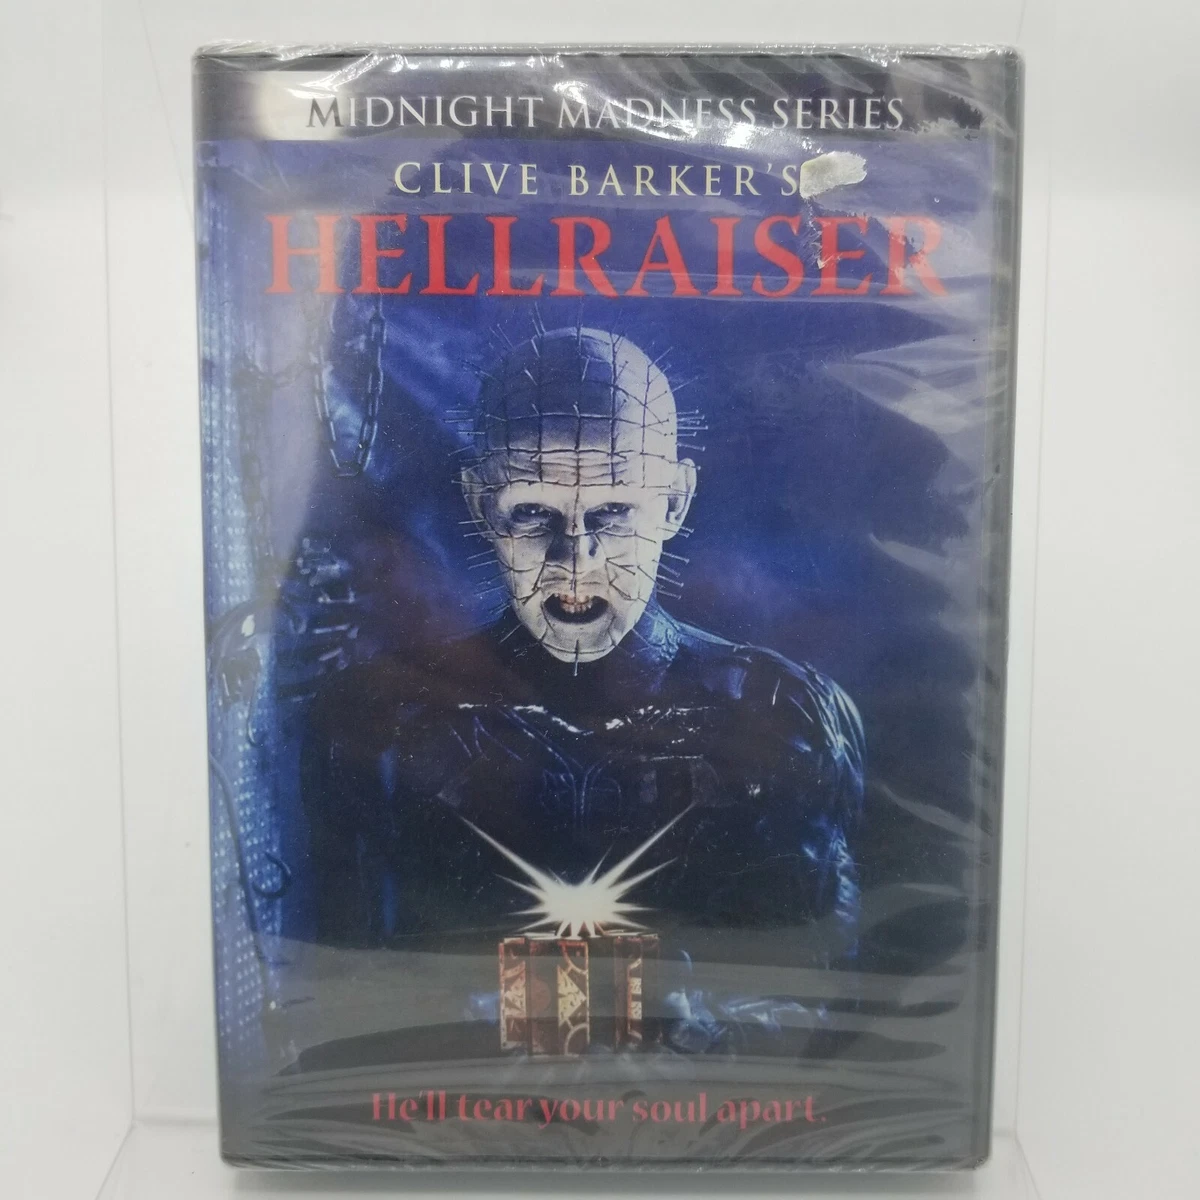 MIDNIGHT MADNESS SERIES
CLIVE BARKER'S
HELLRAISER
He'll tear your soul apart.